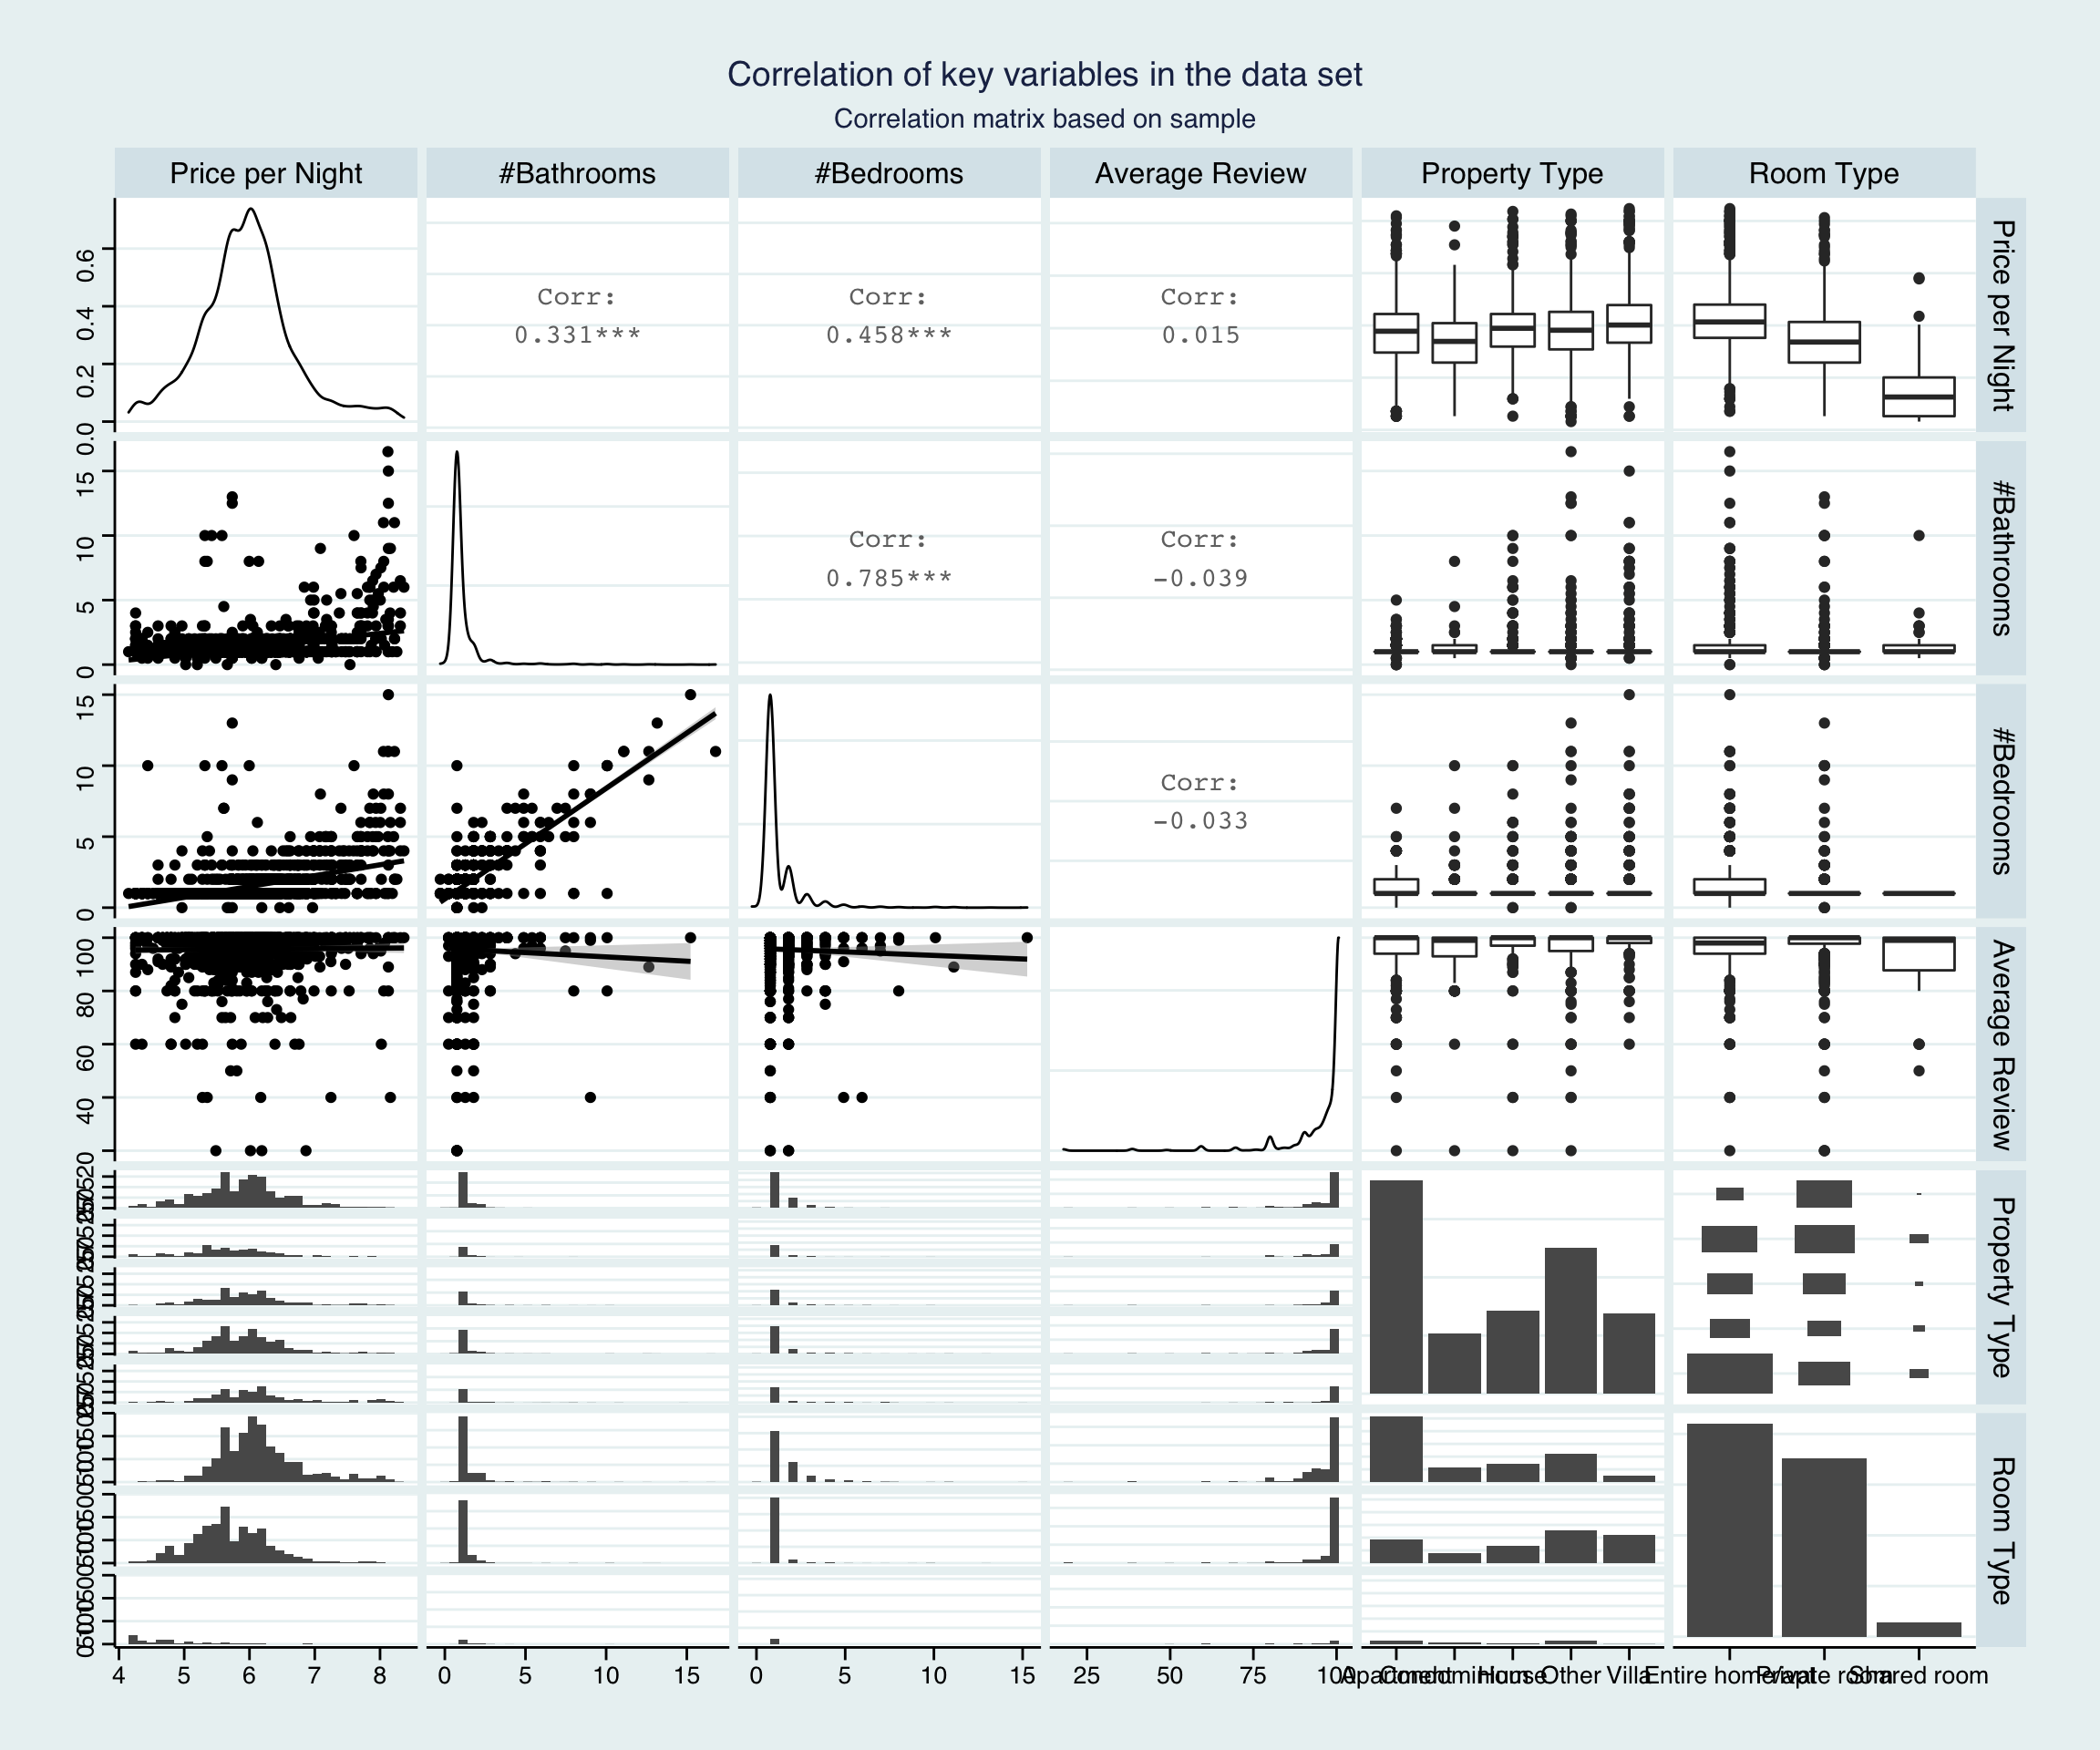 Correlation of key variables in the data set
Correlation matrix based on sample
Price per Night #Bathrooms #Bedrooms Average Review Property Type Room Type
0.6
0.4
0.2
0.0
Corr:
0.331***
Corr:
0.458***
Corr:
0.015
Price per Night
15
10
5
0
Corr:
0.785***
Corr:
-0.039
#Bathrooms
15
10
5
0
Corr:
-0.033
#Bedrooms
100
80
60
40
20
Average Review
Property Type
Room Type
4 5 6 7 8 0 5 10 15 0 5 10 15 25 50 75 100 Apartment Condominium House Other Villa Entire home/apt Private room Shared room